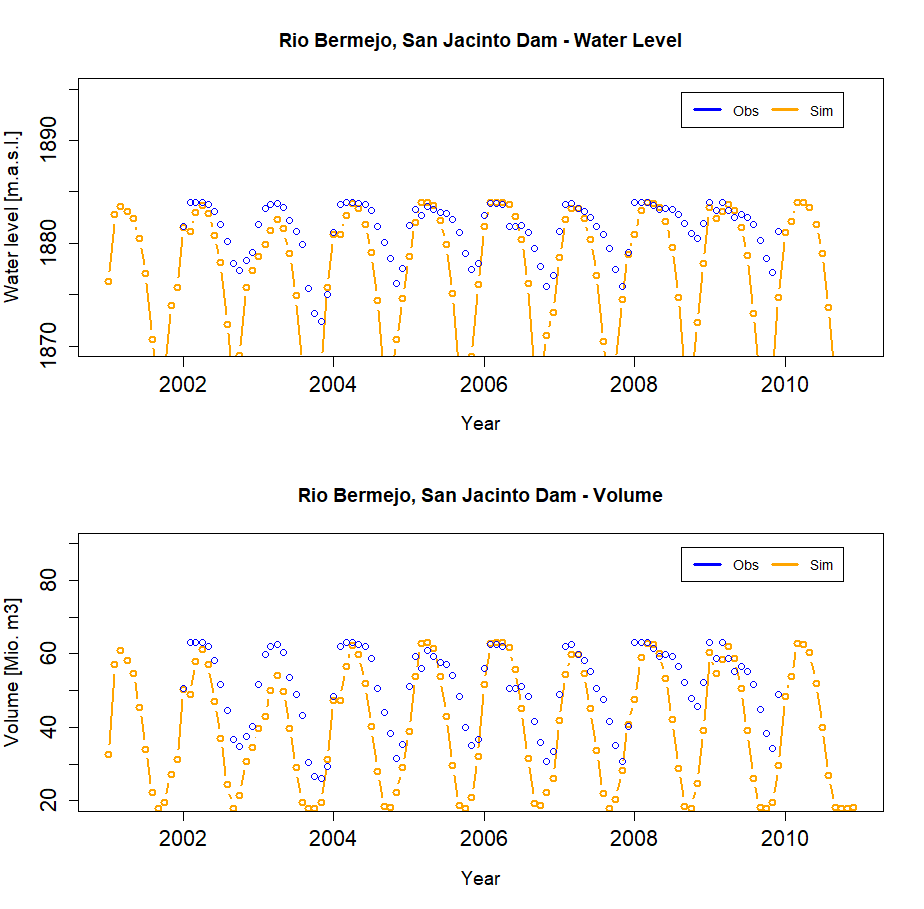 Rio Bermejo, San Jacinto Dam - Water Level
Water level [m.a.s.l.]
1890
1880
1870
Obs Sim
2002 2004 2006 2008 2010
Year
Rio Bermejo, San Jacinto Dam - Volume
Volume [Mio. m3]
80
60
40
20
Obs Sim
2002 2004 2006 2008 2010
Year